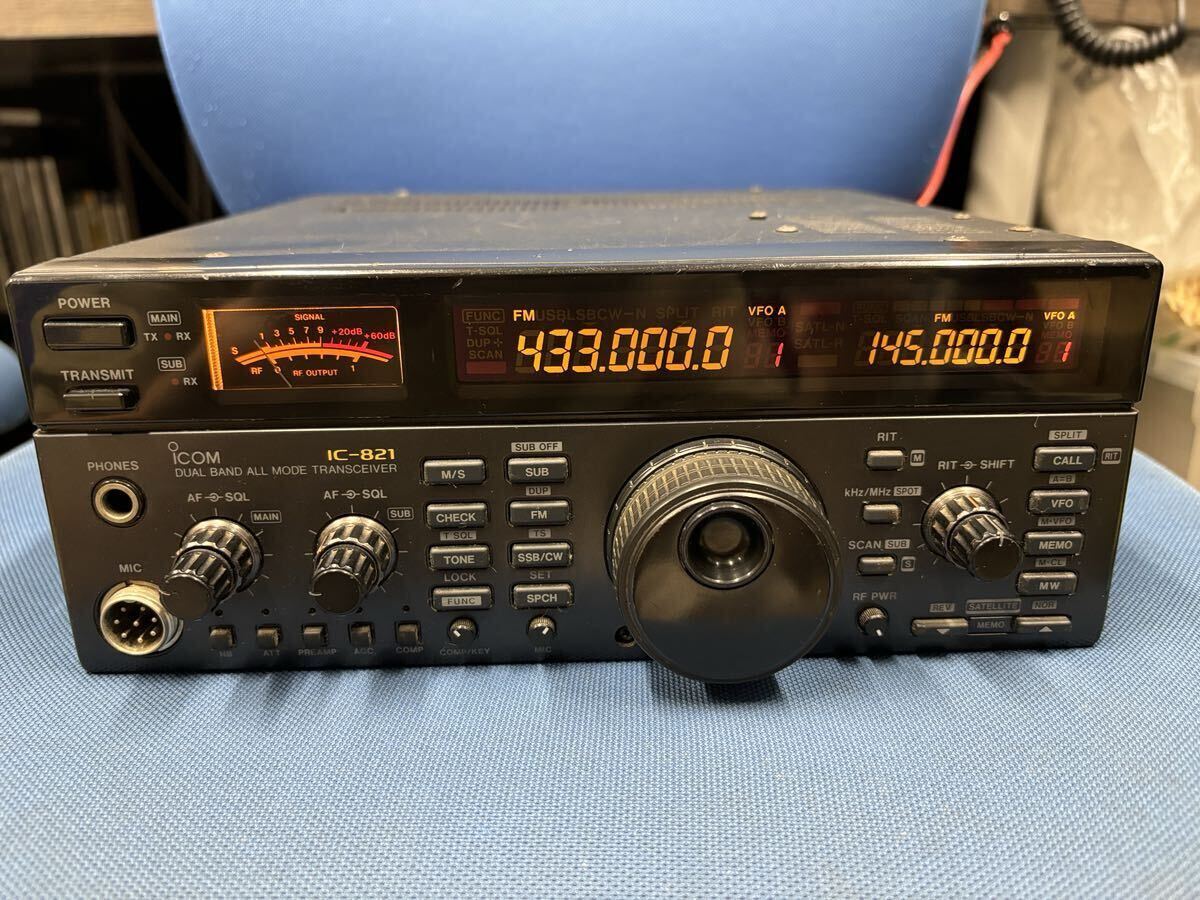 POWER
MAIN
TX RX
SUB
RX
TRANSMIT
SIGNAL
S 1 3 5 7 9 +20dB +60dB
RF 0 RF OUTPUT 1
FUNC FM USB LSB CW-N SPLIT RIT VFO A
T-SQL VFO B
DUP+ MEMO
SCAN 433.000.0 1
SATL-N
SATL-R
FM USB LSB CW-N VFO A
VFO B
MEMO
145.000.0 1
PHONES
ICOM IC-821
DUAL BAND ALL MODE TRANSCEIVER
AF SQL MAIN
AF SQL SUB
MIC
NB ATT PREAMP AGC COMP
M/S
SUB OFF
SUB
CHECK
DUP
FM
T SQL
TONE
TS
SSB/CW
LOCK
FUNC
SET
SPCH
COMP/KEY
MIC
RIT
M
kHz/MHz SPOT
SCAN SUB
S
RF PWR
RIT SHIFT
SPLIT
CALL RIT
A=B
VFO
M▸VFO
MEMO
M-CL
MW
REV SATELLITE NOR
MEMO